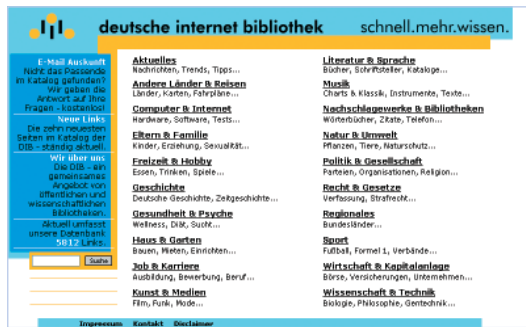 deutsche internet bibliothek
schnell.mehr.wissen.
E-Mail Auskunft
Nicht das Passende
im Katalog gefunden?
Wir geben die
Antwort auf Ihre
Fragen - kostenlos!
Neue Links
Die zehn neuesten
Seiten im Katalog der
DIB - ständig aktuell.
Wir über uns
Die DIB - ein
gemeinsames
Angebot von
öffentlichen und
wissenschaftlichen
Bibliotheken.
Aktuell umfasst
unsere Datenbank
5812 Links.
Suche
Aktuelles
Nachrichten, Trends, Tipps...
Andere Länder & Reisen
Länder, Karten, Fahrpläne...
Computer & Internet
Hardware, Software, Tests...
Eltern & Familie
Kinder, Erziehung, Sexualität...
Freizeit & Hobby
Essen, Trinken, Spiele...
Geschichte
Deutsche Geschichte, Zeitgeschichte...
Gesundheit & Psyche
Wellness, Diät, Sucht...
Haus & Garten
Bauen, Mieten, Einrichten...
Job & Karriere
Ausbildung, Bewerbung, Beruf...
Kunst & Medien
Film, Funk, Mode...
Literatur & Sprache
Bücher, Schriftsteller, Kataloge...
Musik
Charts & Klassik, Instrumente, Texte...
Nachschlagewerke & Bibliotheken
Wörterbücher, Zitate, Telefon...
Natur & Umwelt
Pflanzen, Tiere, Naturschutz...
Politik & Gesellschaft
Parteien, Organisationen, Religion...
Recht & Gesetze
Verfassung, Strafrecht...
Regionales
Bundesländer...
Sport
Fußball, Formel 1, Verbände...
Wirtschaft & Kapitalanlage
Börse, Versicherungen, Unternehmen...
Wissenschaft & Technik
Biologie, Philosophie, Gentechnik...
Impressum Kontakt Disclaimer